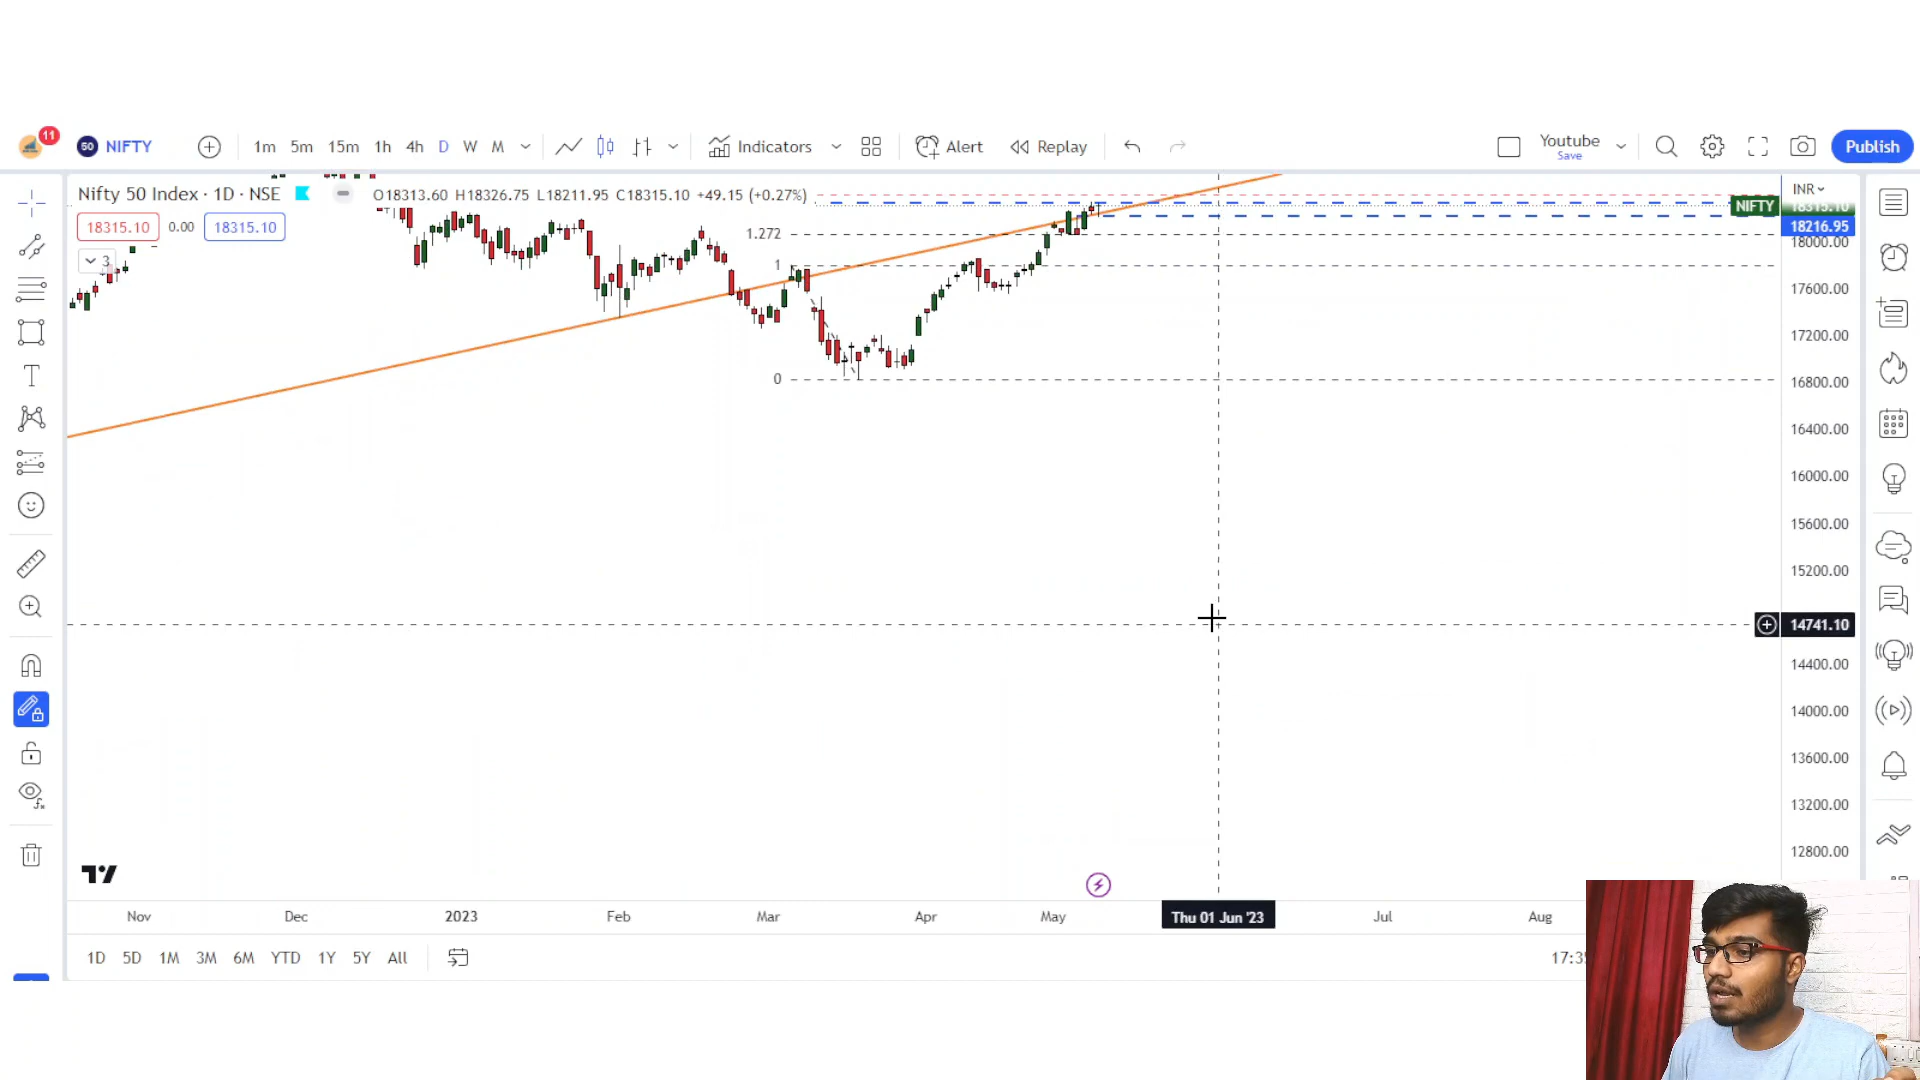 11
50 NIFTY
1m 5m 15m 1h 4h D W M
Indicators
Alert
Replay
Youtube
Save
Publish
Nifty 50 Index · 1D · NSE
O18313.60 H18326.75 L18211.95 C18315.10 +49.15 (+0.27%)
INR
18315.10 0.00 18315.10
3
NIFTY
18315.10
18216.95
18000.00
17600.00
17200.00
16800.00
16400.00
16000.00
15600.00
15200.00
14741.10
14400.00
14000.00
13600.00
13200.00
12800.00
1.272
1
0
Nov Dec 2023 Feb Mar Apr May Thu 01 Jun '23 Jul Aug
1D 5D 1M 3M 6M YTD 1Y 5Y All